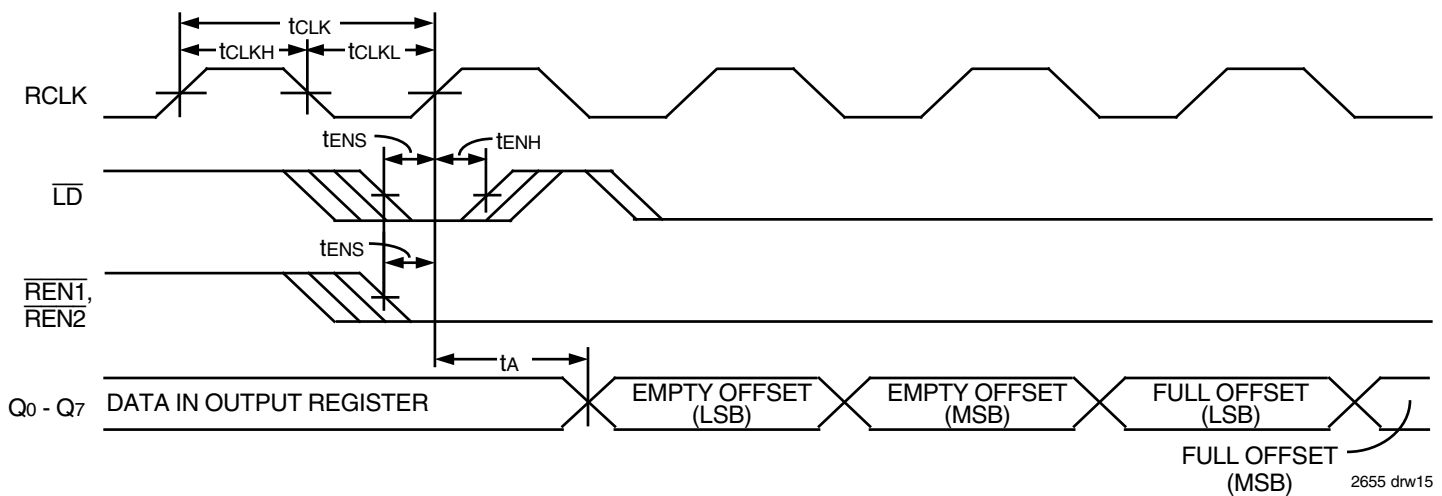 tCLK
tCLKH
tCLKL
RCLK
tENS
tENH
LD
tENS
REN1,
REN2
tA
Q0 - Q7
DATA IN OUTPUT REGISTER
EMPTY OFFSET
(LSB)
EMPTY OFFSET
(MSB)
FULL OFFSET
(LSB)
FULL OFFSET
(MSB)
2655 drw15